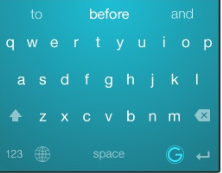 to before and
q w e r t y u i o p
a s d f g h j k l
z x c v b n m
123 space G